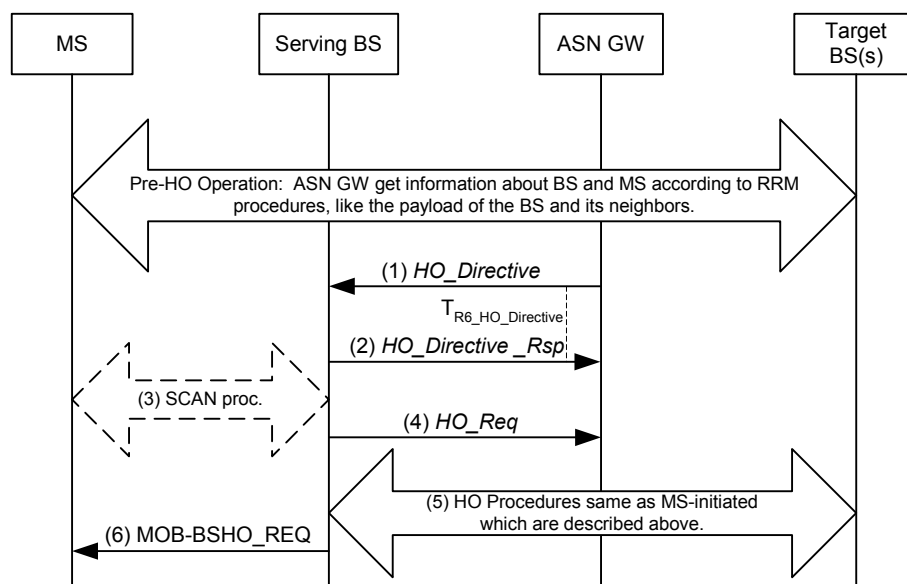 MS
Serving BS
ASN GW
Target
BS(s)
Pre-HO Operation: ASN GW get information about BS and MS according to RRM
procedures, like the payload of the BS and its neighbors.
(1) HO_Directive
T_R6_HO_Directive
(2) HO_Directive _Rsp
(3) SCAN proc.
(4) HO_Req
(5) HO Procedures same as MS-initiated
which are described above.
(6) MOB-BSHO_REQ